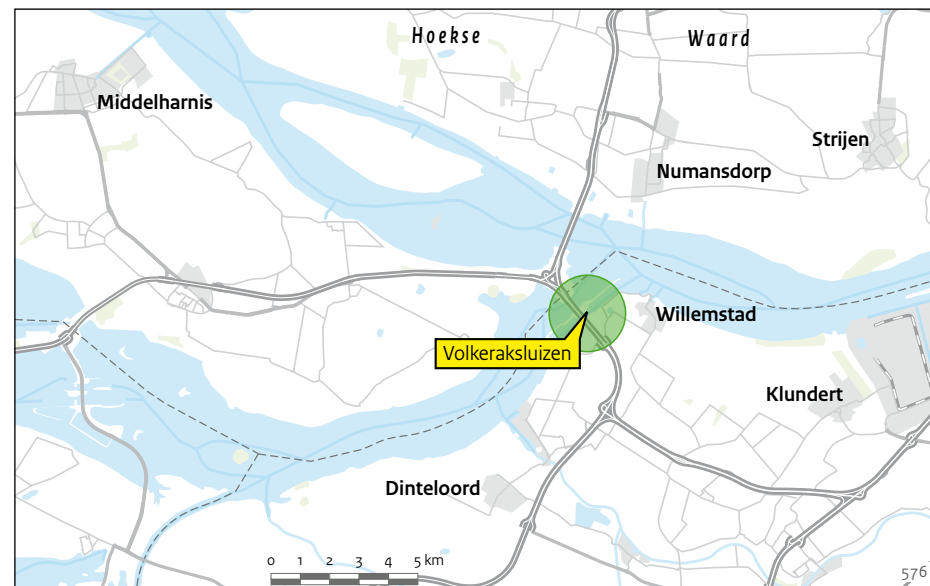 Hoekse Waard
Middelharnis
Strijen
Numansdorp
Willemstad
Volkeraksluizen
Klundert
Dinteloord
0 1 2 3 4 5 km
576